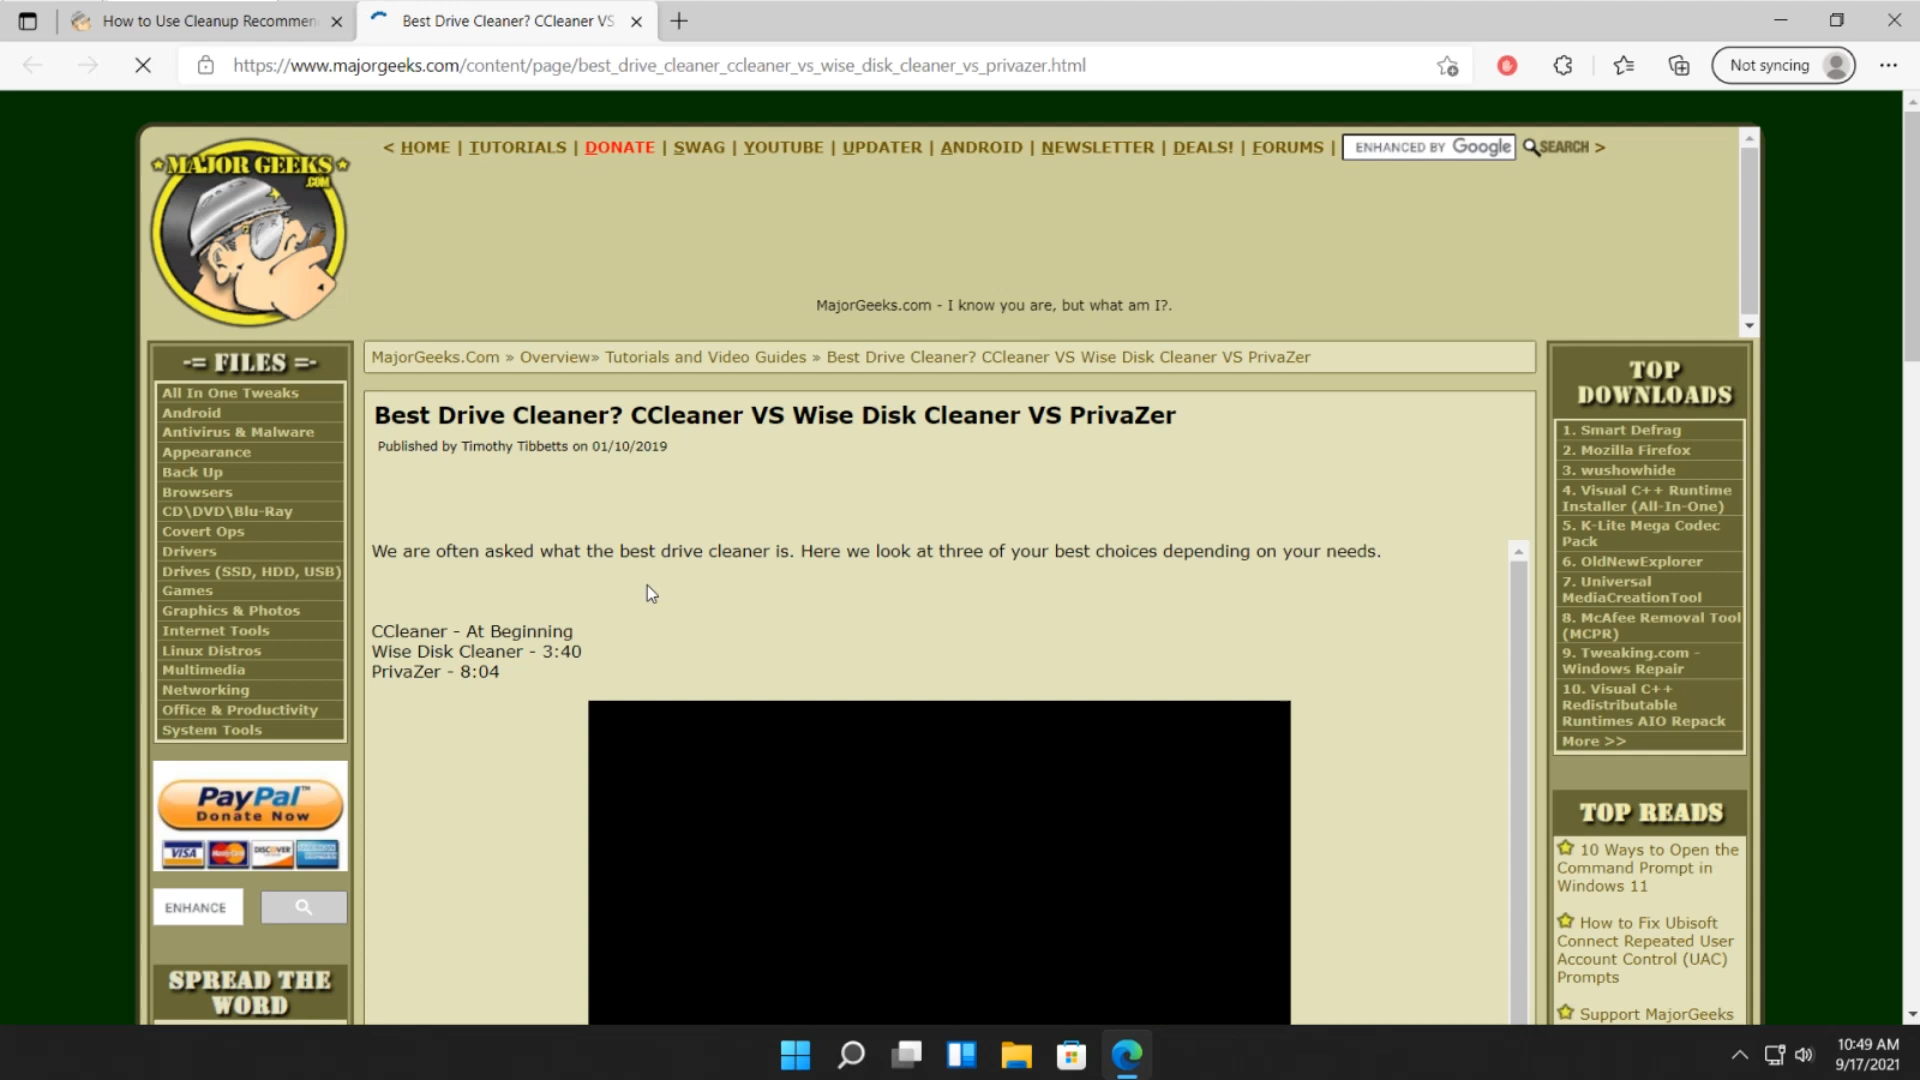 How to Use Cleanup Recommen
Best Drive Cleaner? CCleaner VS
https://www.majorgeeks.com/content/page/best_drive_cleaner_ccleaner_vs_wise_disk_cleaner_vs_privazer.html
Not syncing
MAJOR GEEKS
.COM
< HOME | TUTORIALS | DONATE | SWAG | YOUTUBE | UPDATER | ANDROID | NEWSLETTER | DEALS! | FORUMS | ENHANCED BY Google SEARCH >
MajorGeeks.com - I know you are, but what am I?.
-= FILES =-
All In One Tweaks
Android
Antivirus & Malware
Appearance
Back Up
Browsers
CD\DVD\Blu-Ray
Covert Ops
Drivers
Drives (SSD, HDD, USB)
Games
Graphics & Photos
Internet Tools
Linux Distros
Multimedia
Networking
Office & Productivity
System Tools
PayPal™
Donate Now
VISA
MasterCard
DISCOVER
ENHANCE
SPREAD THE
WORD
MajorGeeks.Com » Overview» Tutorials and Video Guides » Best Drive Cleaner? CCleaner VS Wise Disk Cleaner VS PrivaZer
Best Drive Cleaner? CCleaner VS Wise Disk Cleaner VS PrivaZer
Published by Timothy Tibbetts on 01/10/2019
We are often asked what the best drive cleaner is. Here we look at three of your best choices depending on your needs.
CCleaner - At Beginning
Wise Disk Cleaner - 3:40
PrivaZer - 8:04
TOP
DOWNLOADS
1. Smart Defrag
2. Mozilla Firefox
3. wushowhide
4. Visual C++ Runtime
Installer (All-In-One)
5. K-Lite Mega Codec
Pack
6. OldNewExplorer
7. Universal
MediaCreationTool
8. McAfee Removal Tool
(MCPR)
9. Tweaking.com -
Windows Repair
10. Visual C++
Redistributable
Runtimes AIO Repack
More >>
TOP READS
10 Ways to Open the
Command Prompt in
Windows 11
How to Fix Ubisoft
Connect Repeated User
Account Control (UAC)
Prompts
Support MajorGeeks
10:49 AM
9/17/2021